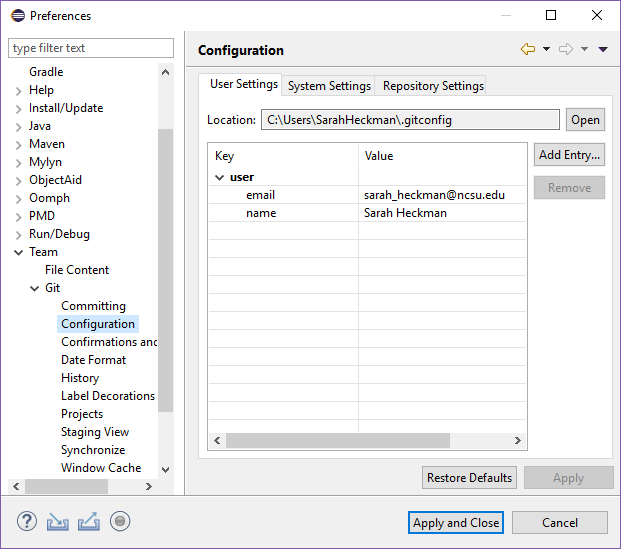 Preferences
type filter text
Gradle
Help
Install/Update
Java
Maven
Mylyn
ObjectAid
Oomph
PMD
Run/Debug
Team
File Content
Git
Committing
Configuration
Confirmations and
Date Format
History
Label Decorations
Projects
Staging View
Synchronize
Window Cache
Configuration
User Settings System Settings Repository Settings
Location: C:\Users\SarahHeckman\.gitconfig Open
Key Value Add Entry...
user Remove
email sarah_heckman@ncsu.edu
name Sarah Heckman
Restore Defaults Apply
? Apply and Close Cancel